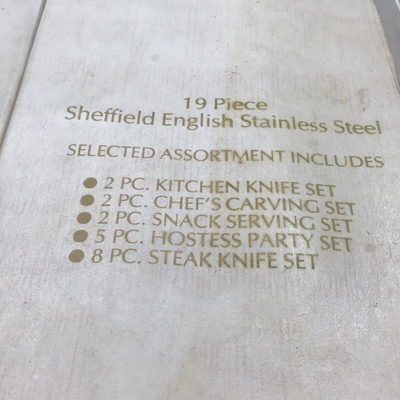 19 Piece
Sheffield English Stainless Steel
SELECTED ASSORTMENT INCLUDES
● 2 PC. KITCHEN KNIFE SET
● 2 PC. CHEF'S CARVING SET
● 2 PC. SNACK SERVING SET
● 5 PC. HOSTESS PARTY SET
● 8 PC. STEAK KNIFE SET